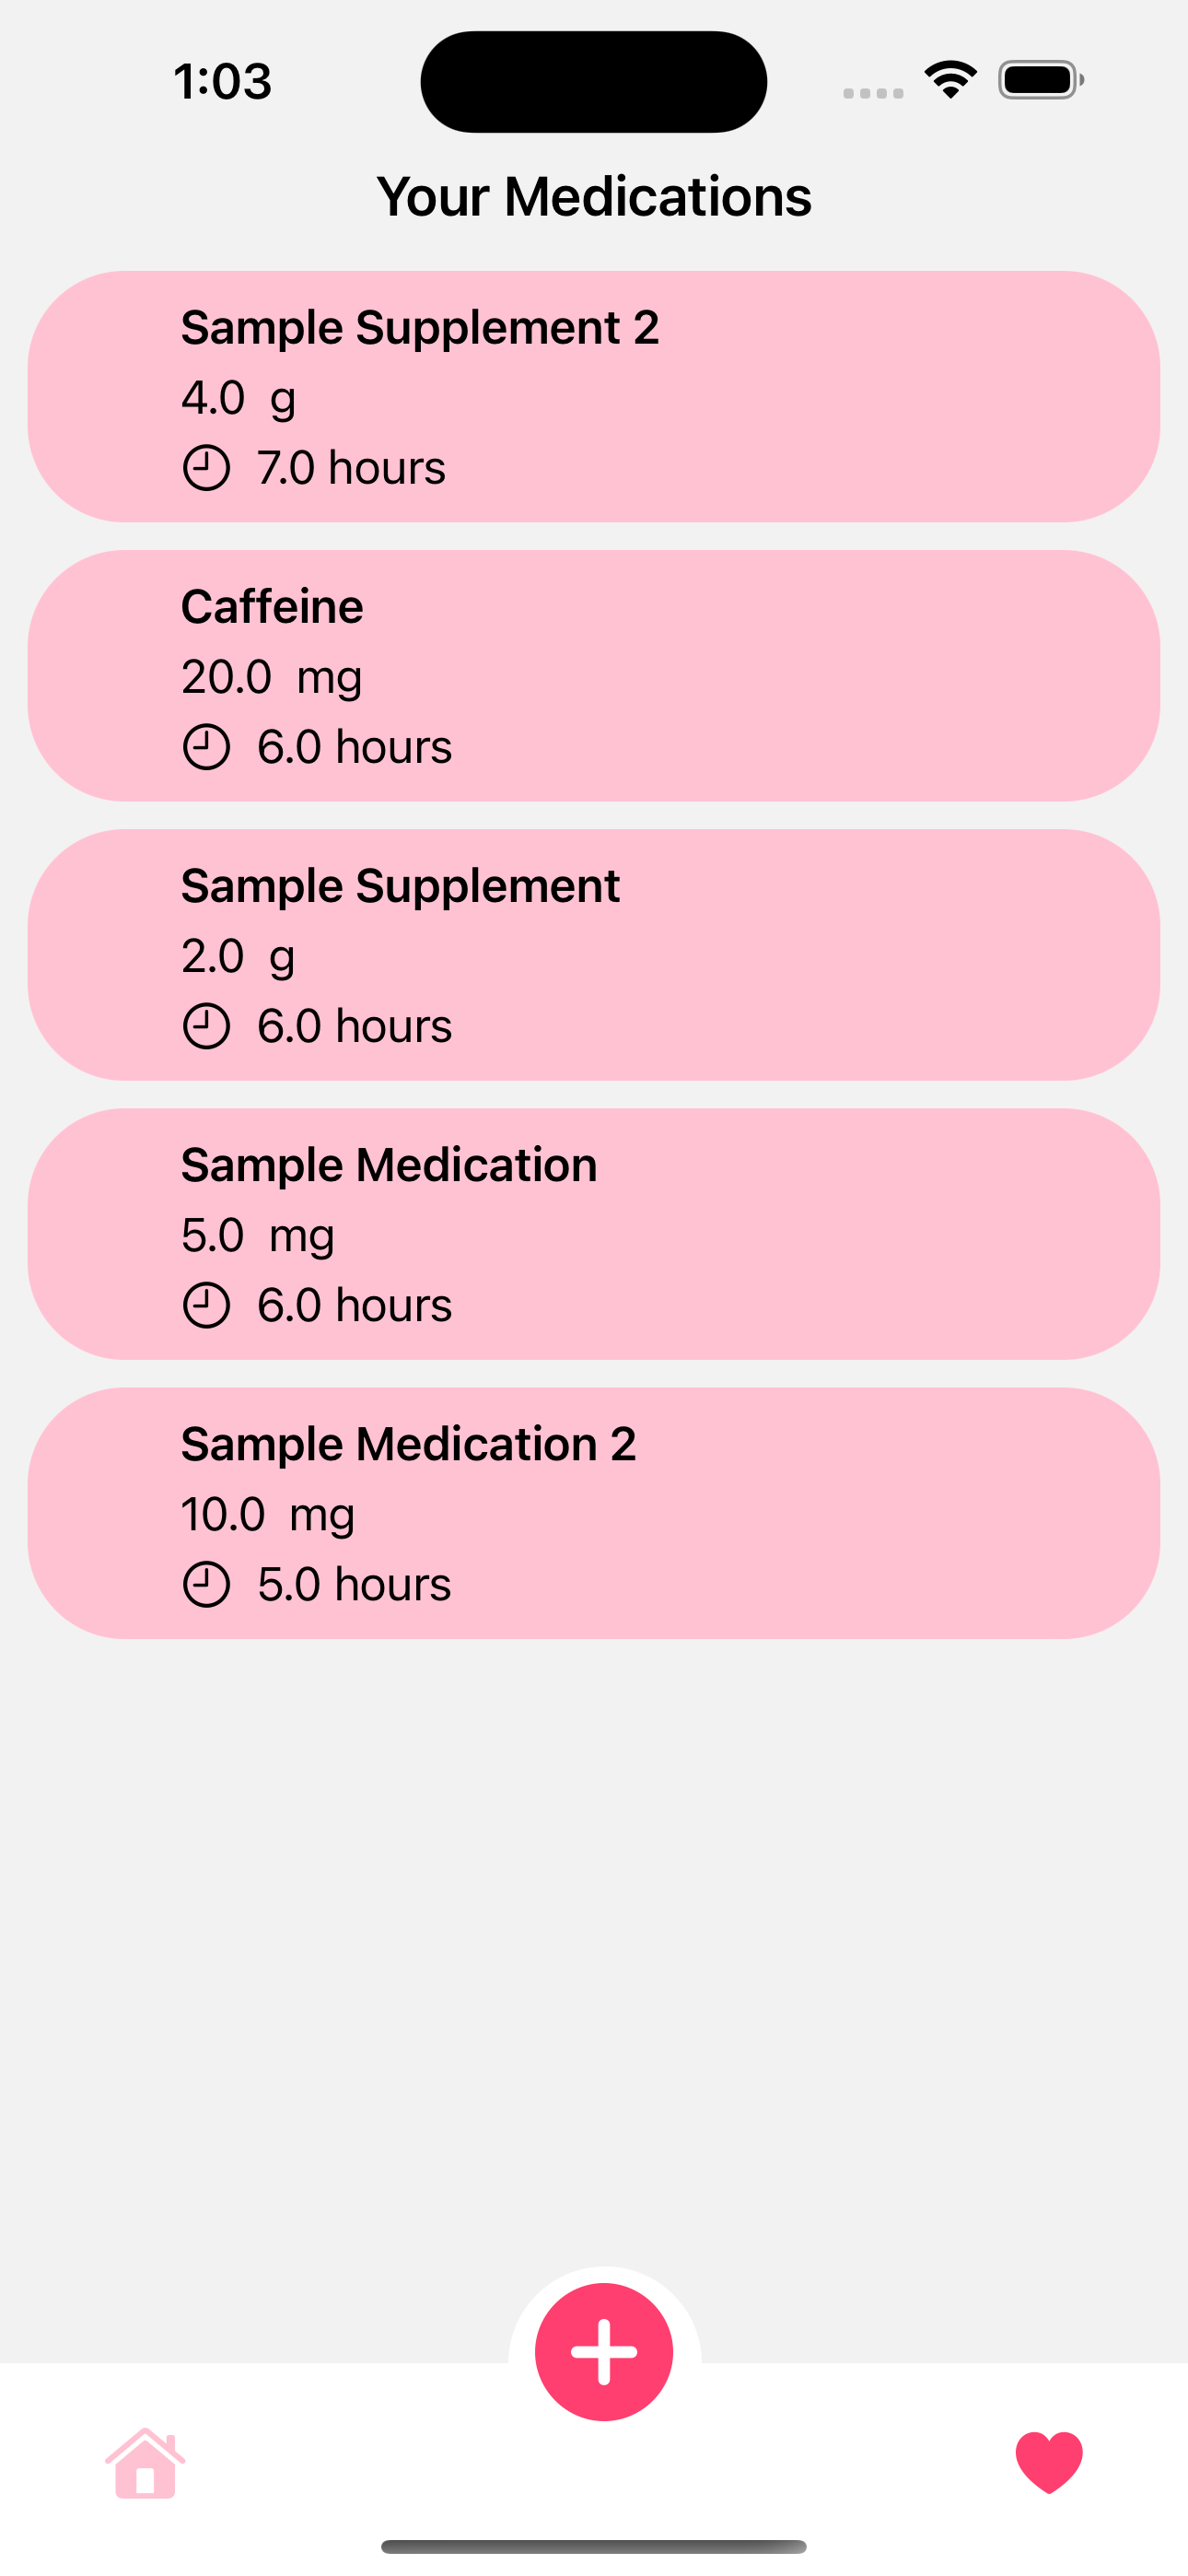 1:03
Your Medications
Sample Supplement 2
4.0 g
7.0 hours
Caffeine
20.0 mg
6.0 hours
Sample Supplement
2.0 g
6.0 hours
Sample Medication
5.0 mg
6.0 hours
Sample Medication 2
10.0 mg
5.0 hours